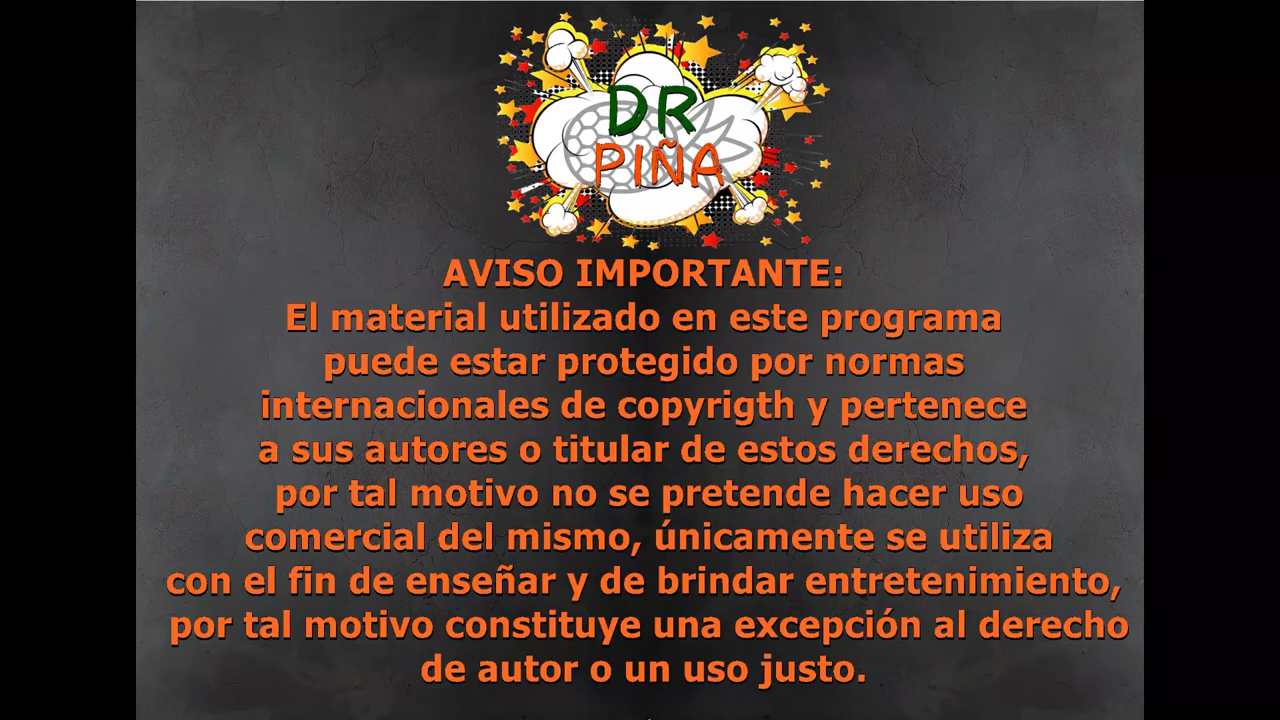 DR
PIÑA
AVISO IMPORTANTE:
El material utilizado en este programa
puede estar protegido por normas
internacionales de copyrigth y pertenece
a sus autores o titular de estos derechos,
por tal motivo no se pretende hacer uso
comercial del mismo, únicamente se utiliza
con el fin de enseñar y de brindar entretenimiento,
por tal motivo constituye una excepción al derecho
de autor o un uso justo.